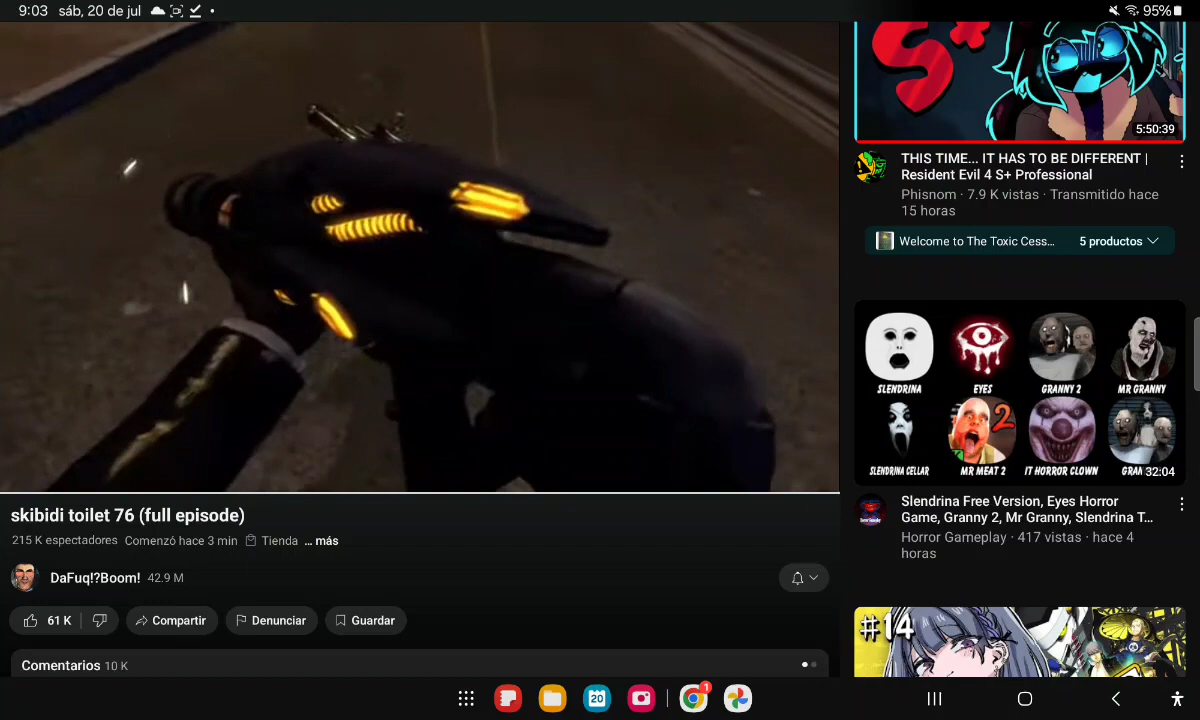 9:03 sáb, 20 de jul
95%
S*
5:50:39
THIS TIME... IT HAS TO BE DIFFERENT |
Resident Evil 4 S+ Professional
Phisnom · 7.9 K vistas · Transmitido hace
15 horas
Welcome to The Toxic Cess... 5 productos
SLENDRINA EYES GRANNY 2 MR GRANNY
2
SLENDRINA CELLAR MR MEAT 2 IT HORROR CLOWN GRAN
32:04
Slendrina Free Version, Eyes Horror
Game, Granny 2, Mr Granny, Slendrina T...
Horror Gameplay · 417 vistas · hace 4
horas
#14
skibidi toilet 76 (full episode)
215 K espectadores Comenzó hace 3 min Tienda ... más
DaFuq!?Boom! 42.9 M
61 K Compartir Denunciar Guardar
Comentarios 10 K
20
1